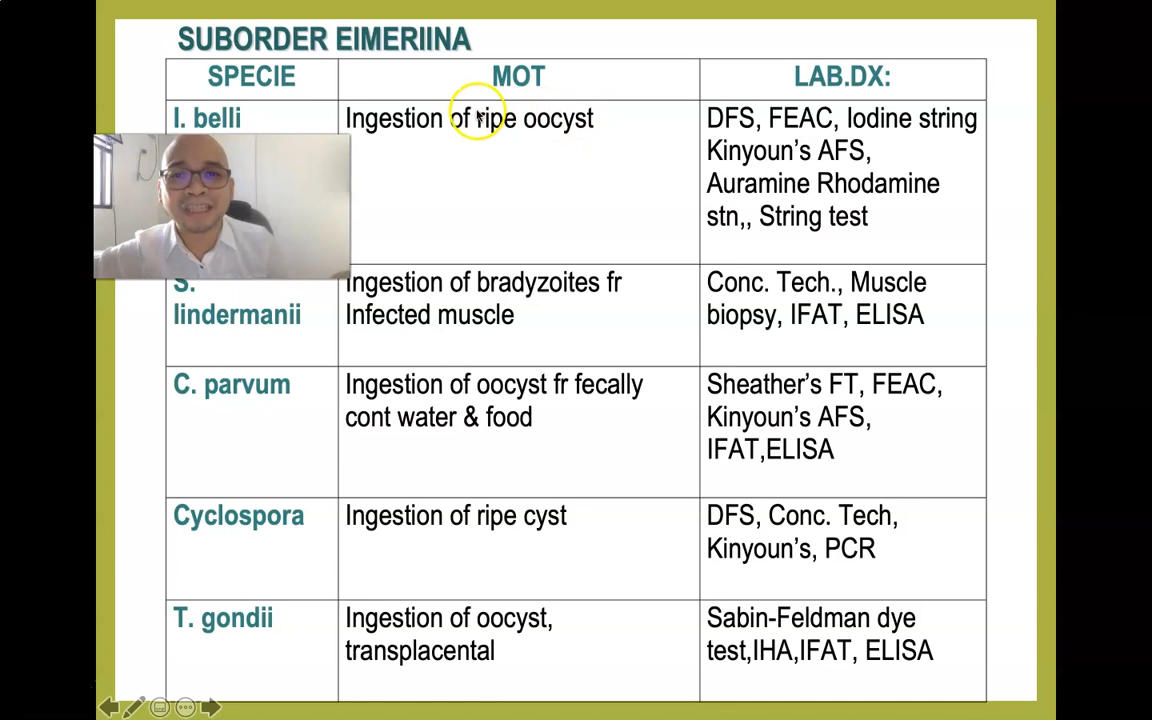 SUBORDER EIMERIINA
SPECIE
MOT
LAB.DX:
I. belli
Ingestion of ripe oocyst
DFS, FEAC, Iodine string
Kinyoun's AFS,
Auramine Rhodamine
stn,, String test
S.
lindermanii
Ingestion of bradyzoites fr
Infected muscle
Conc. Tech., Muscle
biopsy, IFAT, ELISA
C. parvum
Ingestion of oocyst fr fecally
cont water & food
Sheather's FT, FEAC,
Kinyoun's AFS,
IFAT,ELISA
Cyclospora
Ingestion of ripe cyst
DFS, Conc. Tech,
Kinyoun's, PCR
T. gondii
Ingestion of oocyst,
transplacental
Sabin-Feldman dye
test,IHA,IFAT, ELISA